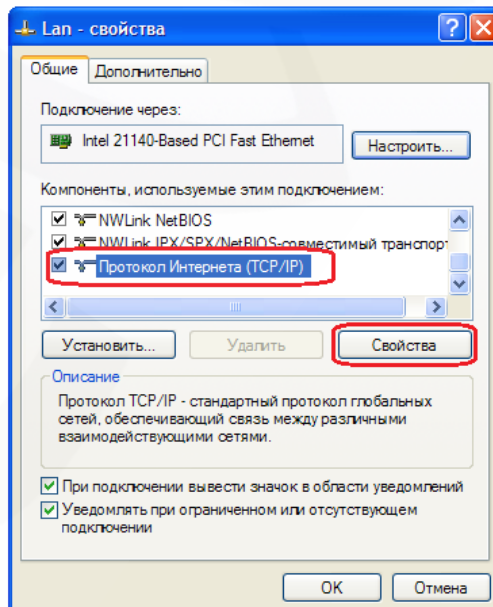 Lan - свойства
Общие
Дополнительно
Подключение через:
Intel 21140-Based PCI Fast Ethernet
Настроить...
Компоненты, используемые этим подключением:
NWLink NetBIOS
NWLink IPX/SPX/NetBIOS-совместимый транспорт
Протокол Интернета (TCP/IP)
Установить...
Удалить
Свойства
Описание
Протокол TCP/IP - стандартный протокол глобальных
сетей, обеспечивающий связь между различными
взаимодействующими сетями.
При подключении вывести значок в области уведомлений
Уведомлять при ограниченном или отсутствующем
подключении
OK
Отмена